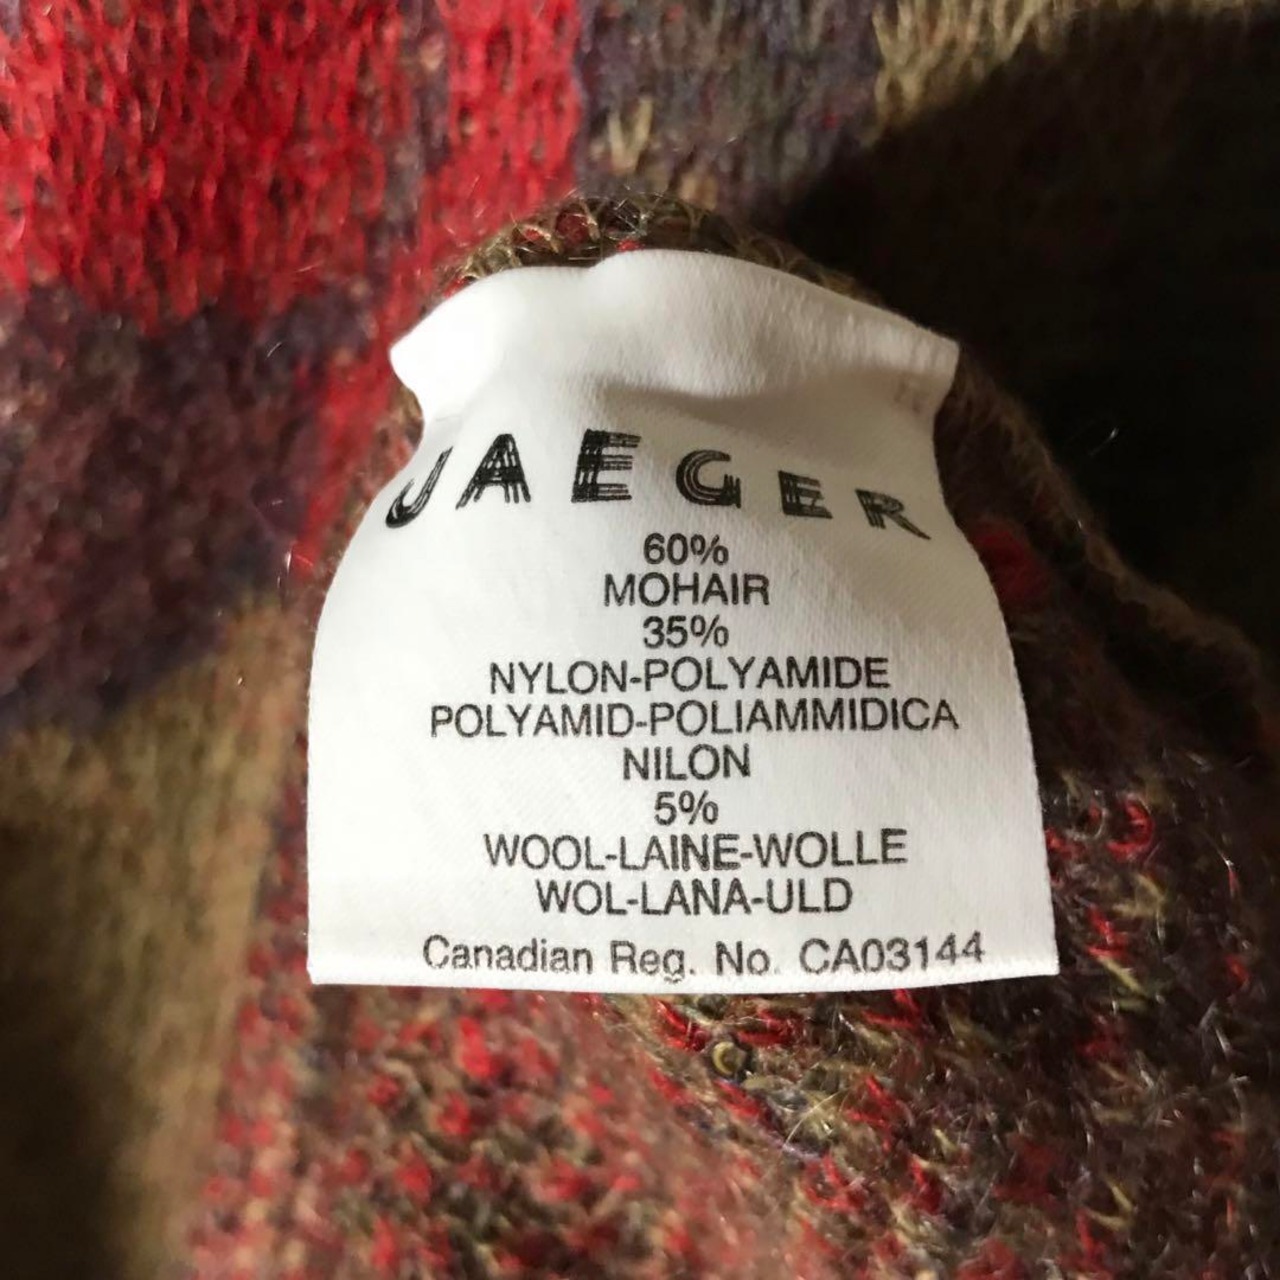 JAEGER
60%
MOHAIR
35%
NYLON-POLYAMIDE
POLYAMID-POLIAMMIDICA
NILON
5%
WOOL-LAINE-WOLLE
WOL-LANA-ULD
Canadian Reg. No. CA03144